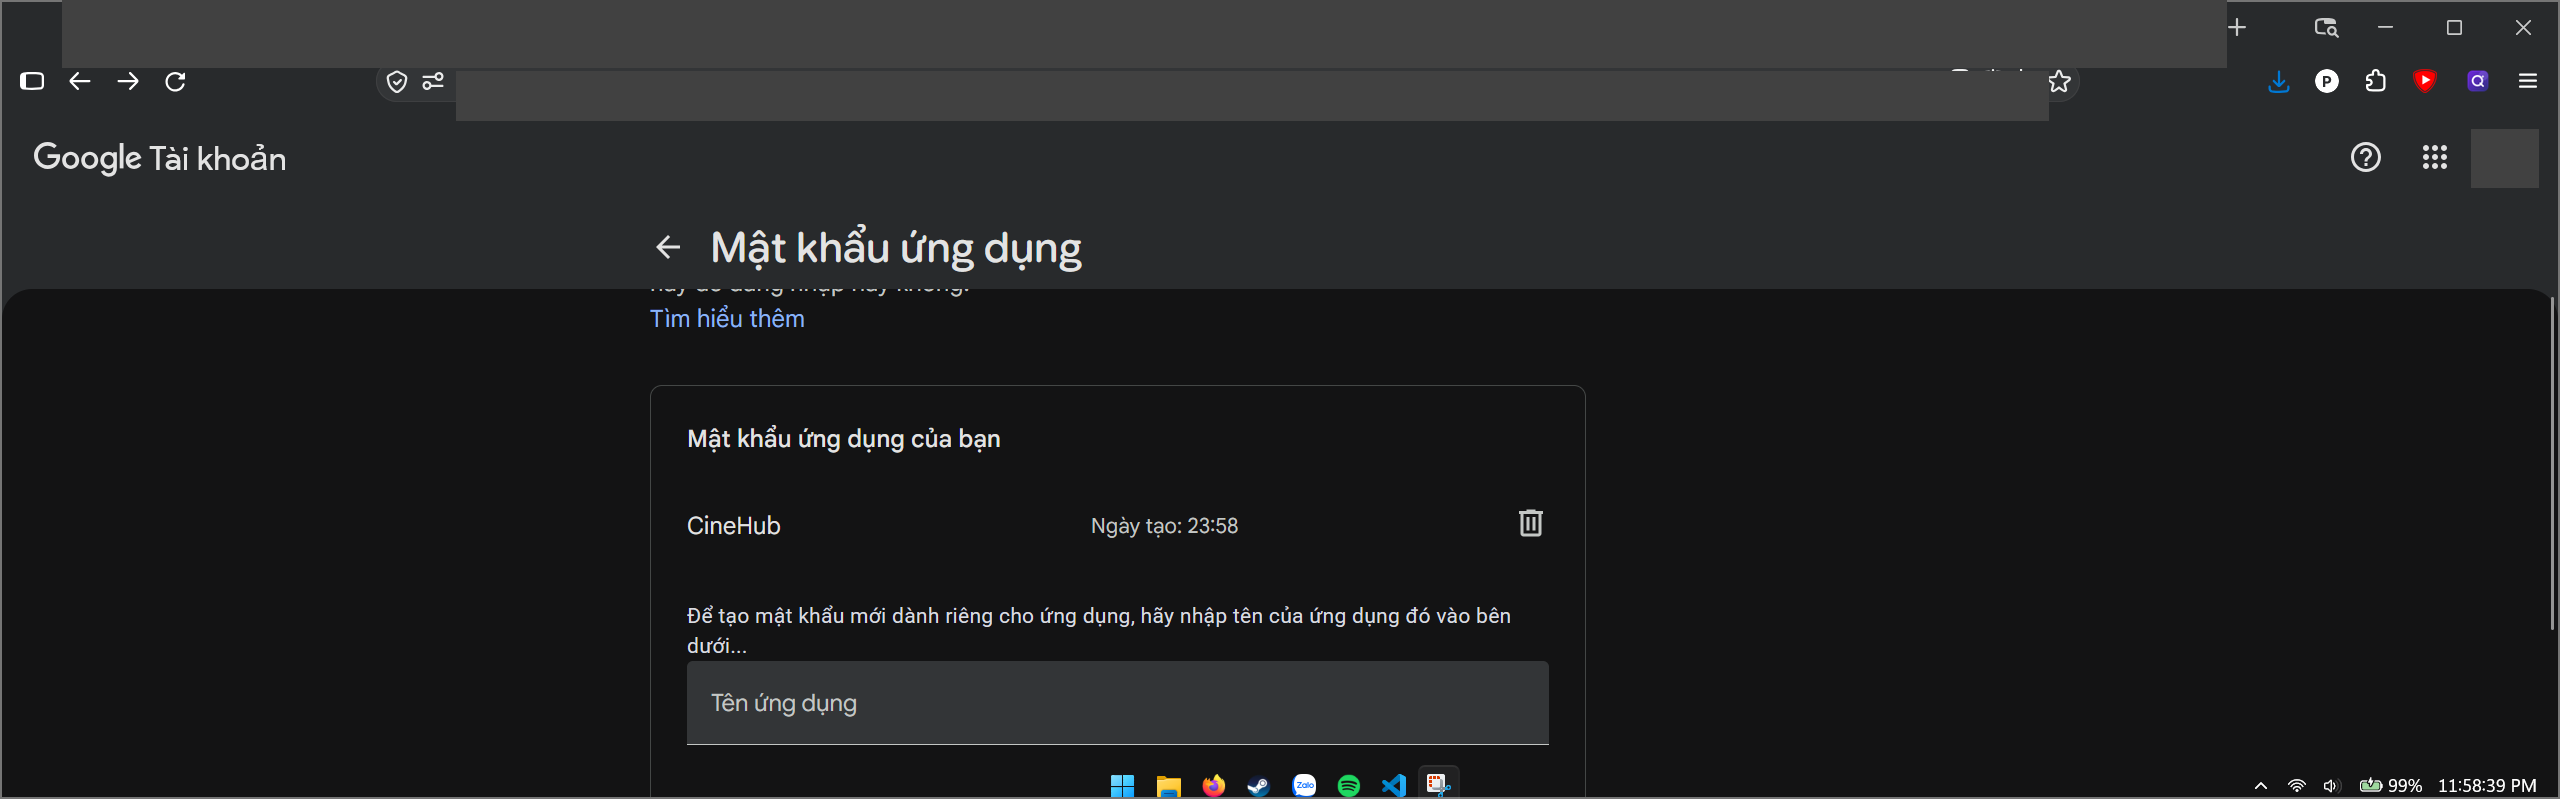 Google Tài khoản
Mật khẩu ứng dụng
Tìm hiểu thêm
Mật khẩu ứng dụng của bạn
CineHub
Ngày tạo: 23:58
Để tạo mật khẩu mới dành riêng cho ứng dụng, hãy nhập tên của ứng dụng đó vào bên
dưới...
Tên ứng dụng
Zalo
99%
11:58:39 PM